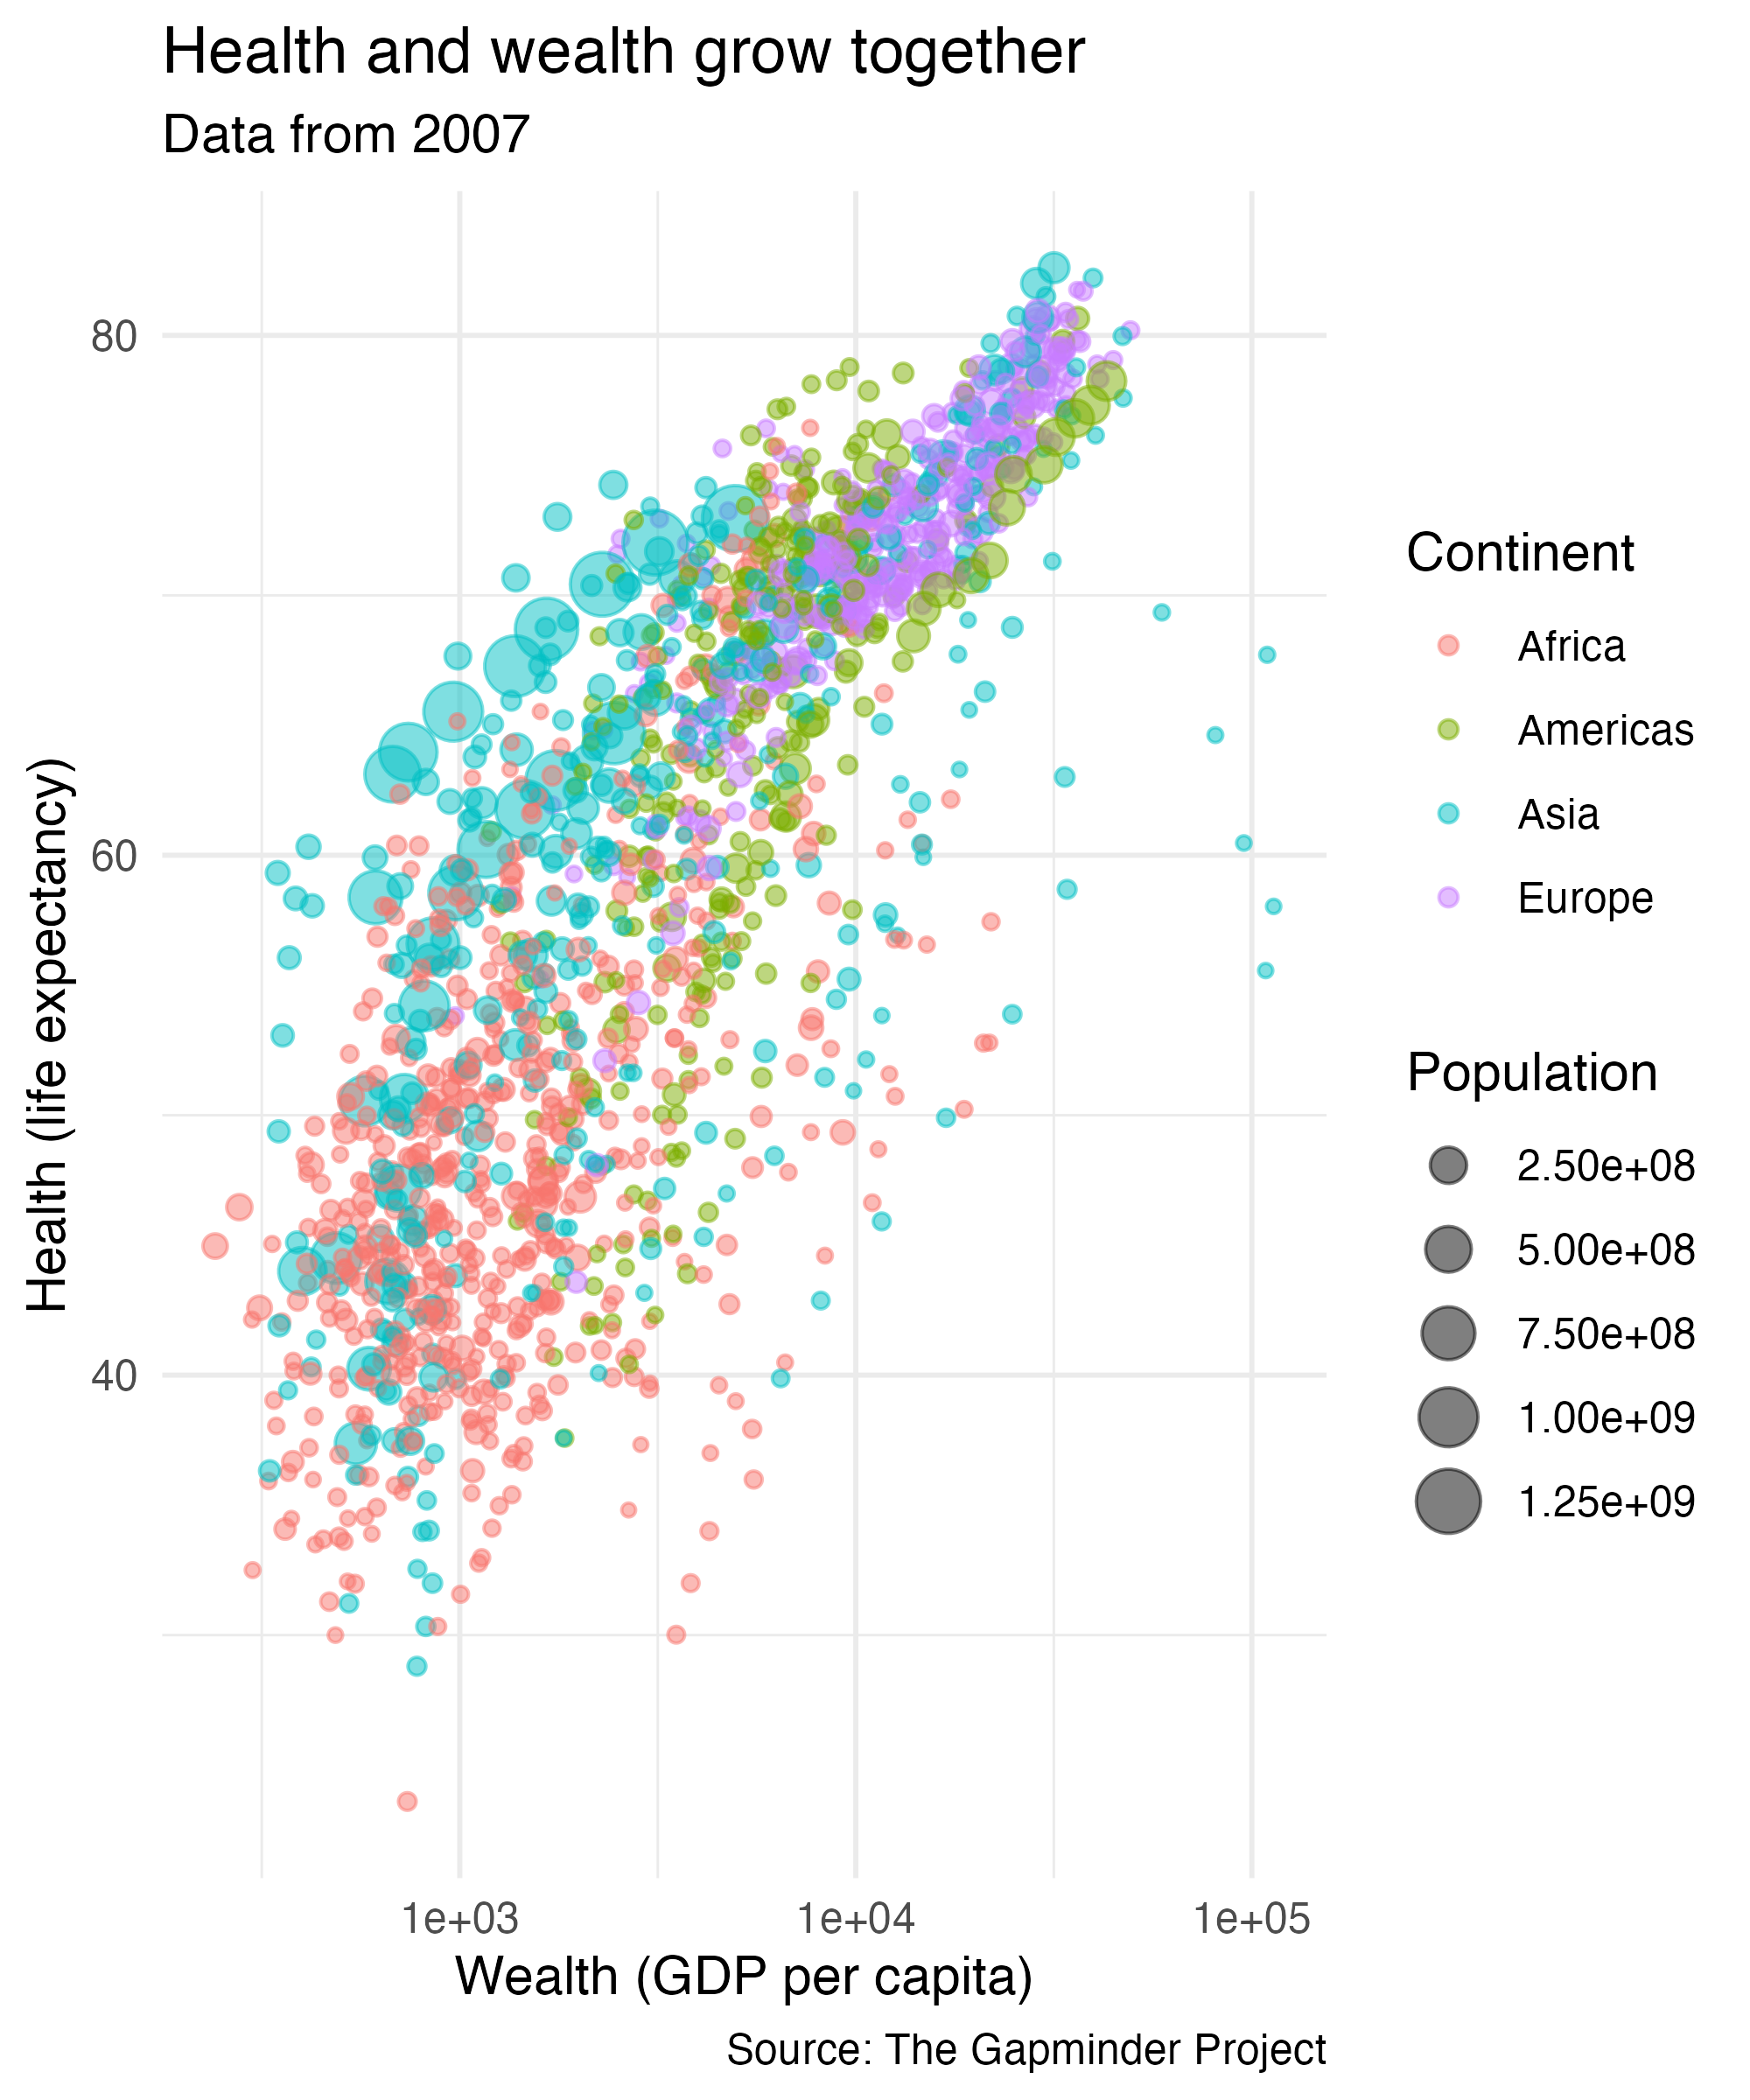 Health and wealth grow together
Data from 2007
Health (life expectancy)
80
60
40
1e+03 1e+04 1e+05
Wealth (GDP per capita)
Source: The Gapminder Project
Continent
Africa
Americas
Asia
Europe
Population
2.50e+08
5.00e+08
7.50e+08
1.00e+09
1.25e+09